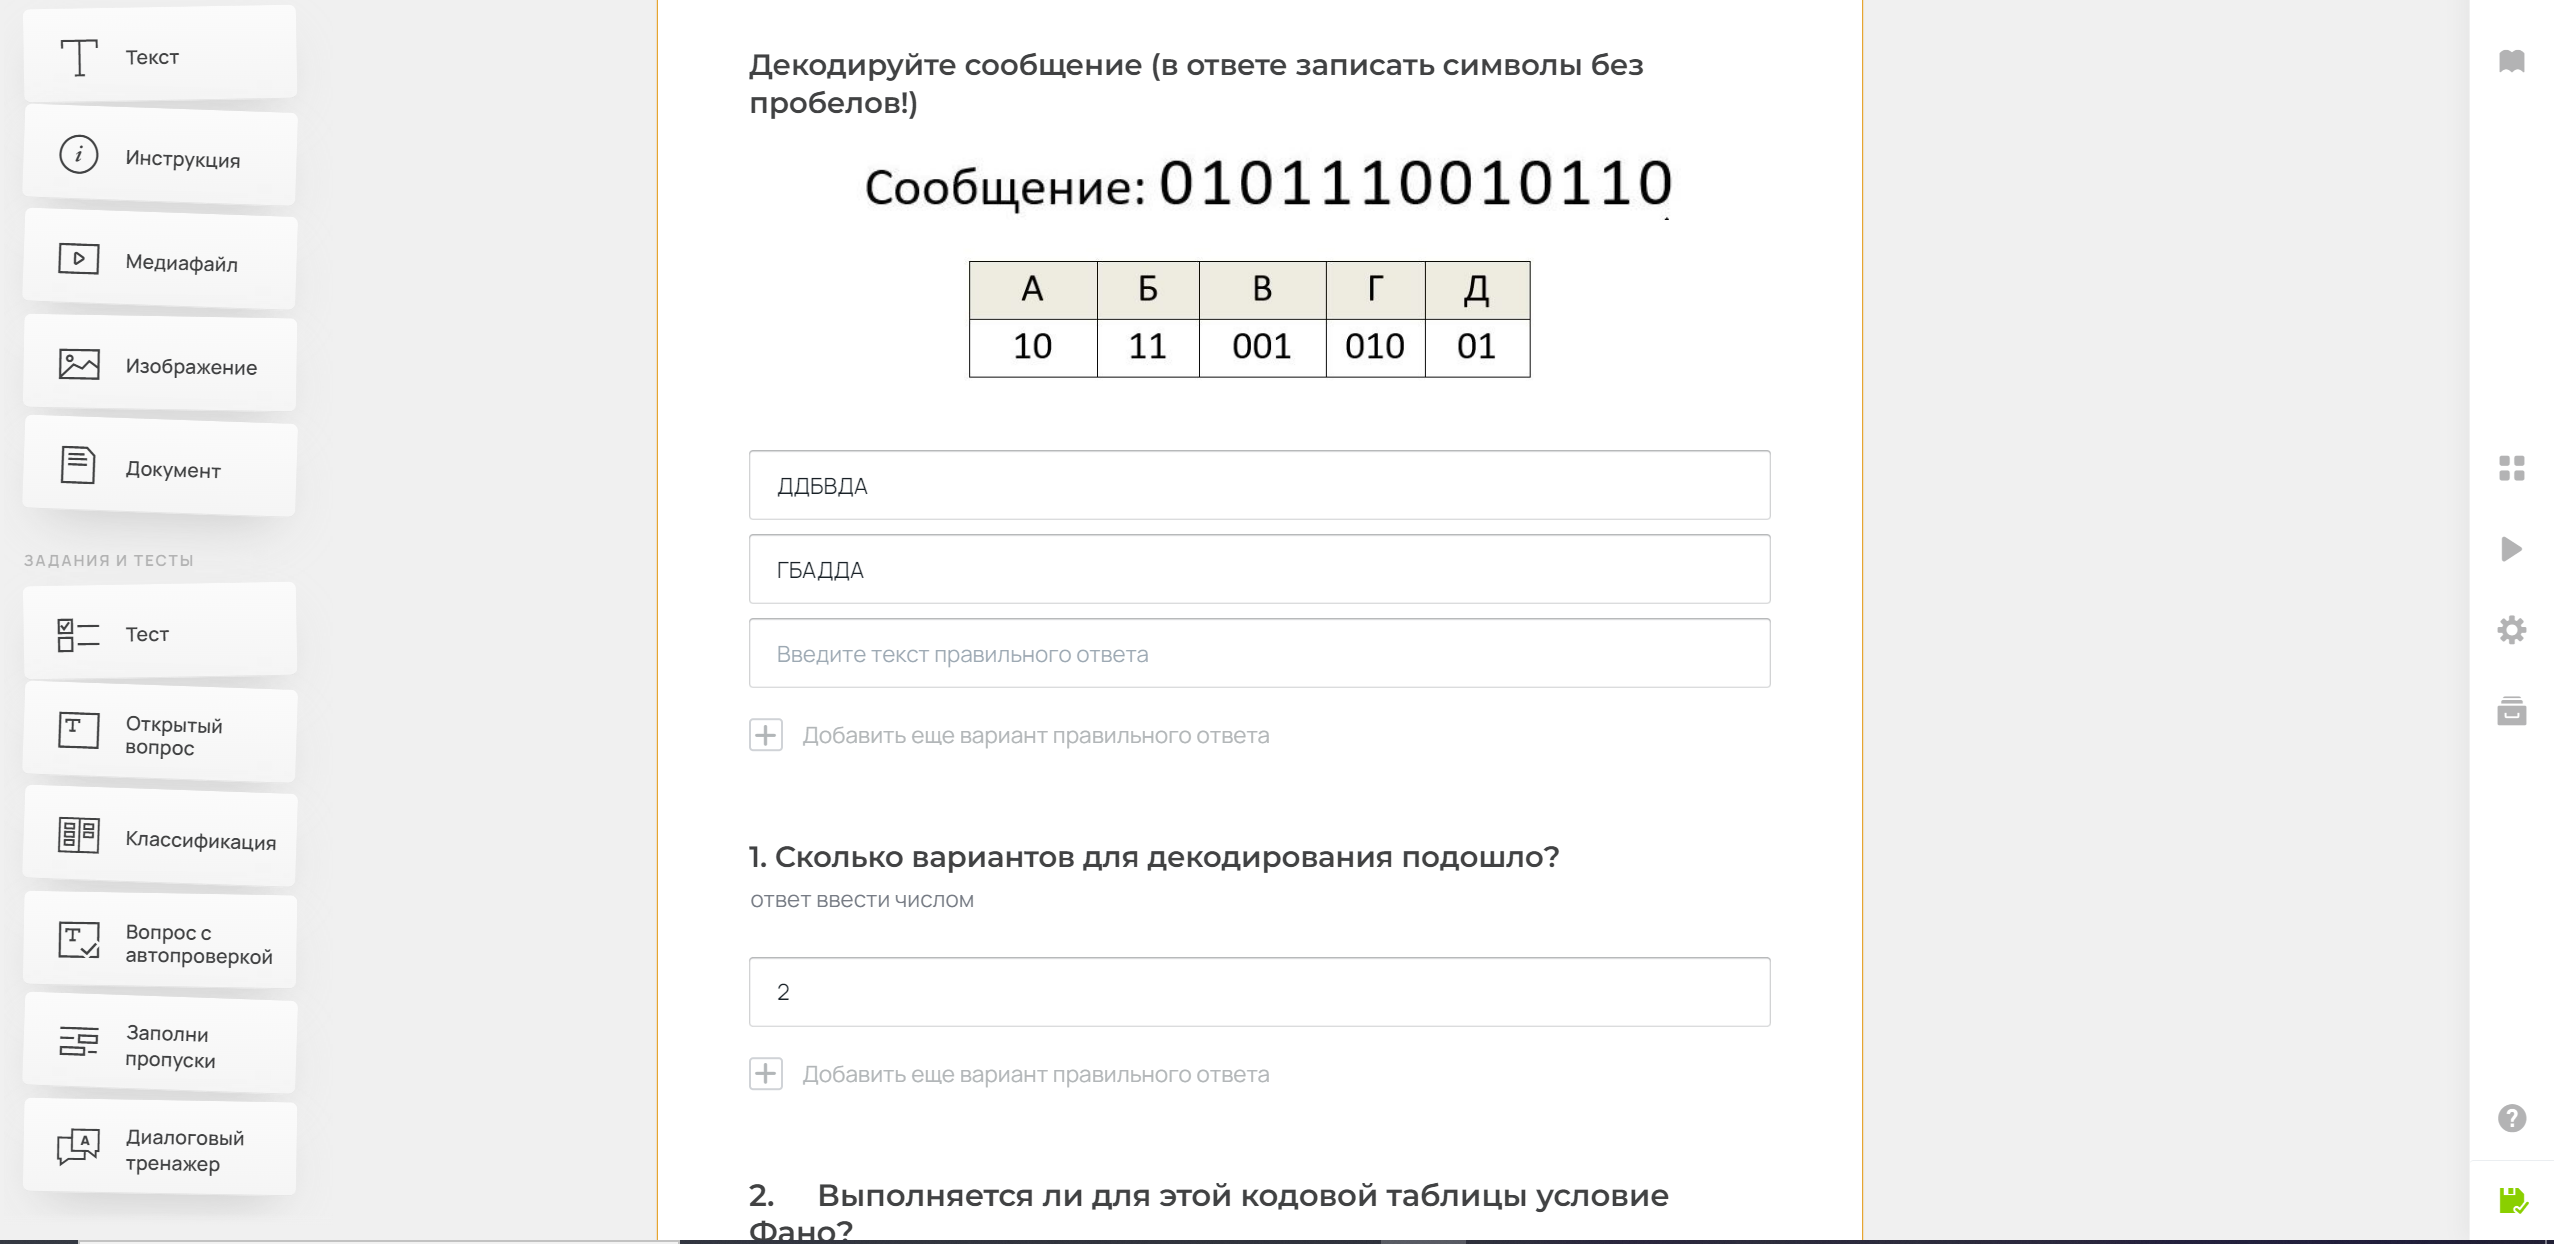 Текст
Инструкция
Медиафайл
Изображение
Документ
ЗАДАНИЯ И ТЕСТЫ
Тест
Открытый
вопрос
Классификация
Вопрос с
автопроверкой
Заполни
пропуски
Диалоговый
тренажер
Декодируйте сообщение (в ответе записать символы без
пробелов!)
Сообщение: 0101110010110
А Б В Г Д
10 11 001 010 01
ДДБВДА
ГБАДДА
Введите текст правильного ответа
Добавить еще вариант правильного ответа
1. Сколько вариантов для декодирования подошло?
ответ ввести числом
2
Добавить еще вариант правильного ответа
2. Выполняется ли для этой кодовой таблицы условие
Фано?